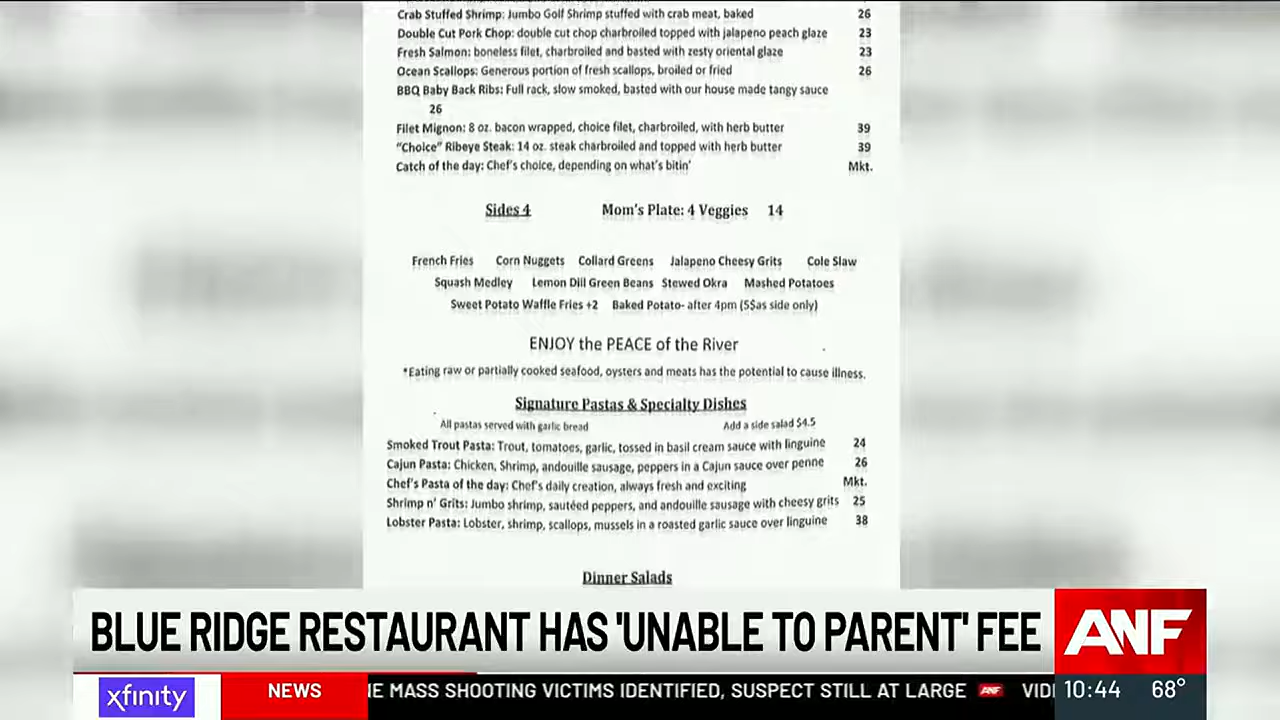 Crab Stuffed Shrimp: Jumbo Golf Shrimp stuffed with crab meat, baked 26
Double Cut Pork Chop: double cut chop charbroiled topped with jalapeno peach glaze 23
Fresh Salmon: boneless filet, charbroiled and basted with zesty oriental glaze 23
Ocean Scallops: Generous portion of fresh scallops, broiled or fried 26
BBQ Baby Back Ribs: Full rack, slow smoked, basted with our house made tangy sauce
26
Filet Mignon: 8 oz. bacon wrapped, choice filet, charbroiled, with herb butter 39
"Choice" Ribeye Steak: 14 oz. steak charbroiled and topped with herb butter 39
Catch of the day: Chef's choice, depending on what's bitin' Mkt.
Sides 4 Mom's Plate: 4 Veggies 14
French Fries Corn Nuggets Collard Greens Jalapeno Cheesy Grits Cole Slaw
Squash Medley Lemon Dill Green Beans Stewed Okra Mashed Potatoes
Sweet Potato Waffle Fries +2 Baked Potato- after 4pm (5$as side only)
ENJOY the PEACE of the River
*Eating raw or partially cooked seafood, oysters and meats has the potential to cause illness.
Signature Pastas & Specialty Dishes
All pastas served with garlic bread Add a side salad $4.5
Smoked Trout Pasta: Trout, tomatoes, garlic, tossed in basil cream sauce with linguine 24
Cajun Pasta: Chicken, Shrimp, andouille sausage, peppers in a Cajun sauce over penne 26
Chef's Pasta of the day: Chef's daily creation, always fresh and exciting Mkt.
Shrimp n' Grits: Jumbo shrimp, sautéed peppers, and andouille sausage with cheesy grits 25
Lobster Pasta: Lobster, shrimp, scallops, mussels in a roasted garlic sauce over linguine 38
Dinner Salads
BLUE RIDGE RESTAURANT HAS 'UNABLE TO PARENT' FEE ANF
xfinity NEWS MASS SHOOTING VICTIMS IDENTIFIED, SUSPECT STILL AT LARGE ANF 10:44 68°